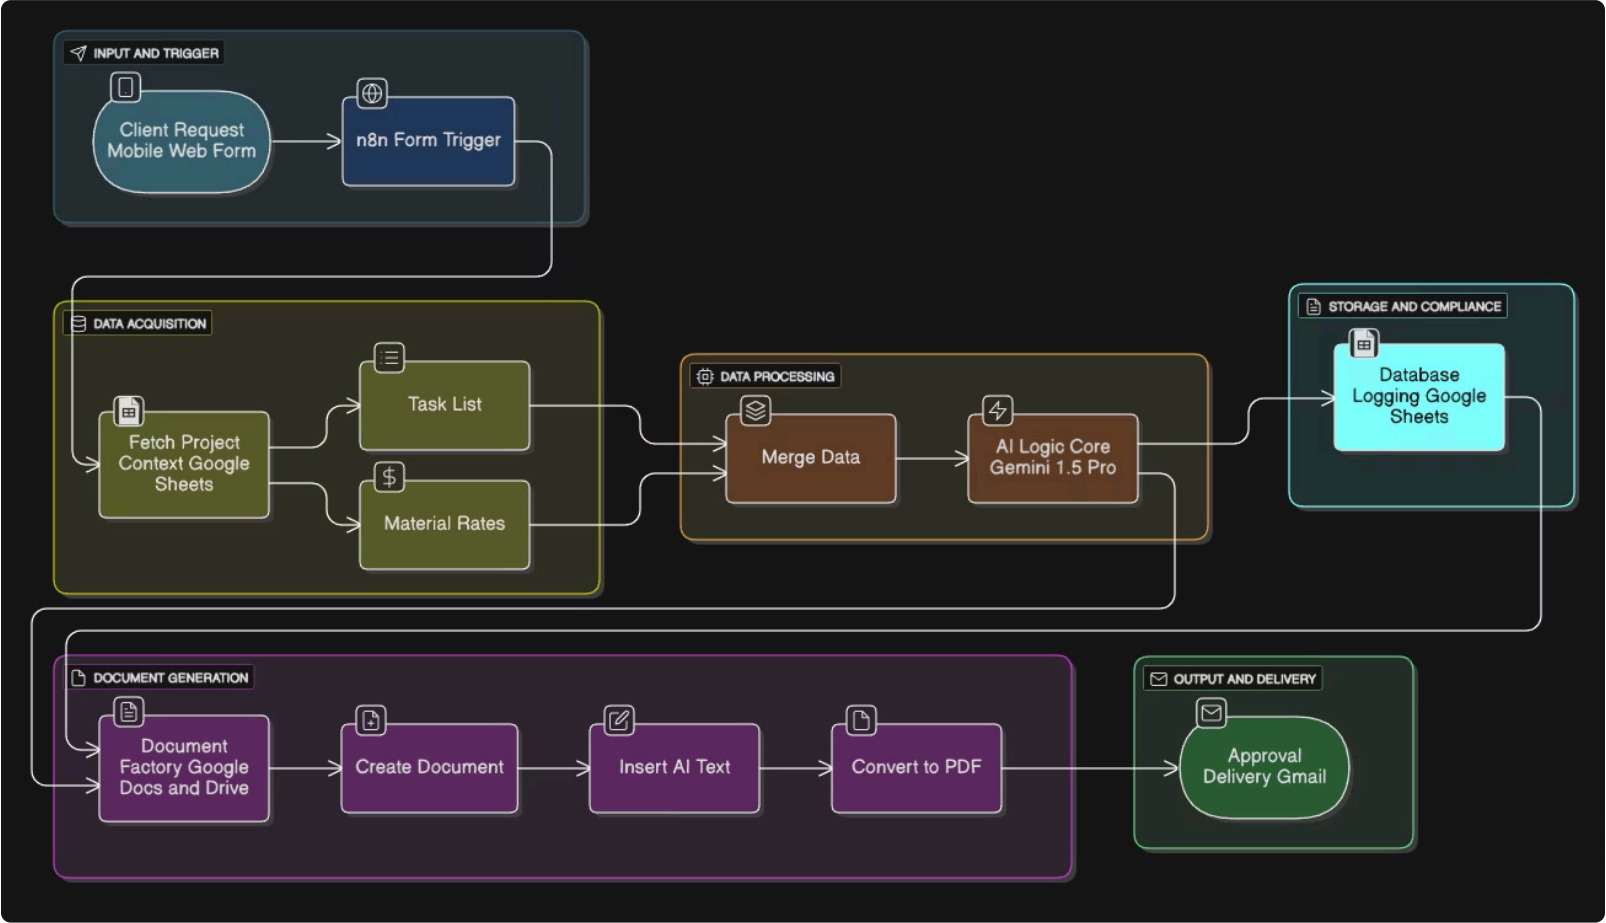 INPUT AND TRIGGER
Client Request
Mobile Web Form
n8n Form Trigger
DATA ACQUISITION
Fetch Project
Context Google
Sheets
Task List
$
Material Rates
DATA PROCESSING
Merge Data
AI Logic Core
Gemini 1.5 Pro
STORAGE AND COMPLIANCE
Database
Logging Google
Sheets
DOCUMENT GENERATION
Document
Factory Google
Docs and Drive
Create Document
Insert AI Text
Convert to PDF
OUTPUT AND DELIVERY
Approval
Delivery Gmail